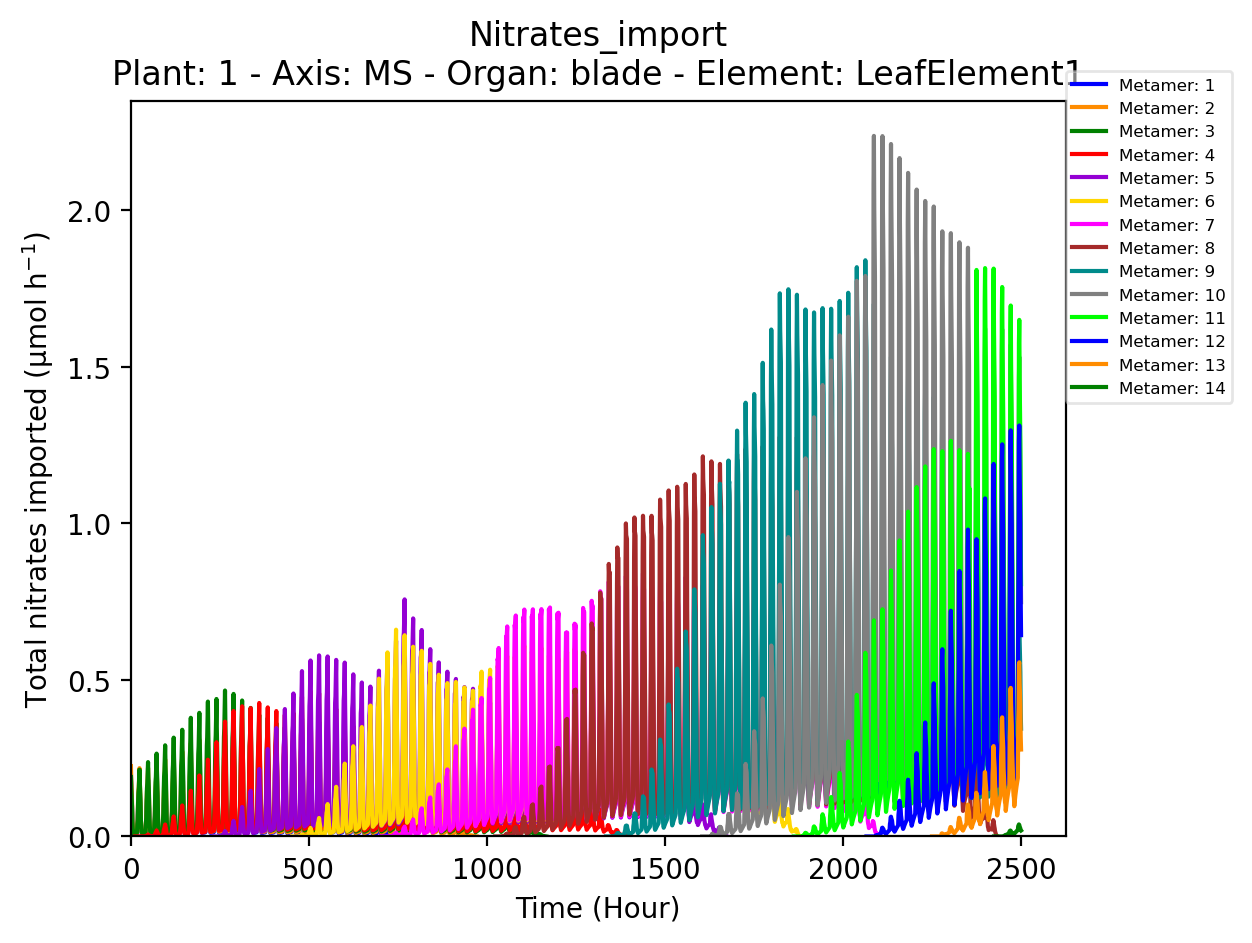 Nitrates_import
Plant: 1 - Axis: MS - Organ: blade - Element: LeafElement1
Metamer: 1
Metamer: 2
Metamer: 3
Metamer: 4
Metamer: 5
Metamer: 6
Metamer: 7
Metamer: 8
Metamer: 9
Metamer: 10
Metamer: 11
Metamer: 12
Metamer: 13
Metamer: 14
Total nitrates imported (µmol h⁻¹)
2.0
1.5
1.0
0.5
0.0
0 500 1000 1500 2000 2500
Time (Hour)